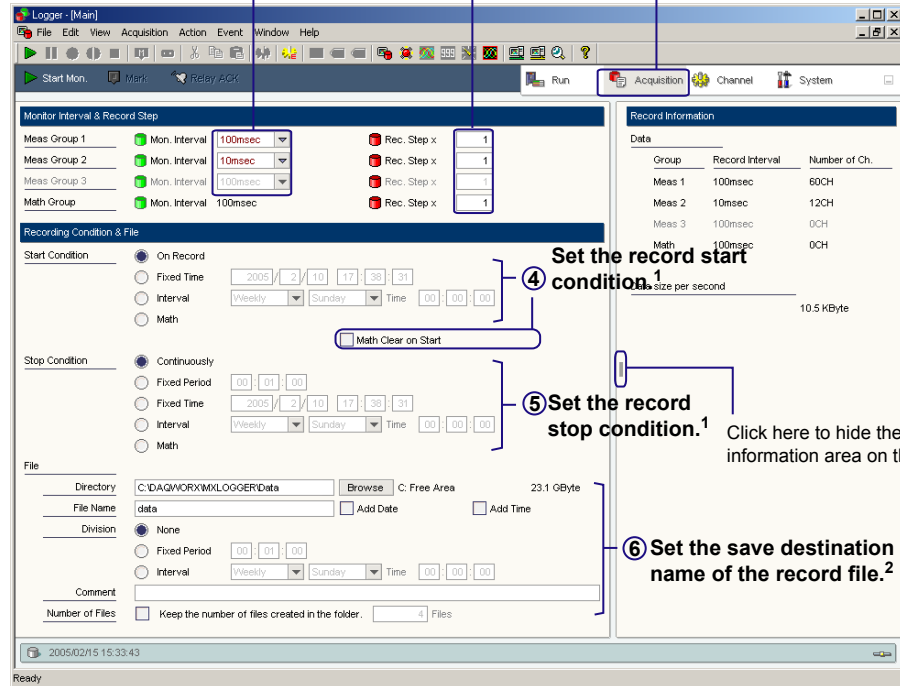 Logger - [Main]
File Edit View Acquisition Action Event Window Help
Start Mon. Mark Relay ACK Run Acquisition Channel System
Monitor Interval & Record Step
Meas Group 1 Mon. Interval 100msec Rec. Step x 1
Meas Group 2 Mon. Interval 10msec Rec. Step x 1
Meas Group 3 Mon. Interval 100msec Rec. Step x 1
Math Group Mon. Interval 100msec Rec. Step x 1
Record Information
Data
Group Record Interval Number of Ch.
Meas 1 100msec 60CH
Meas 2 10msec 12CH
Meas 3 100msec 0CH
Math 100msec 0CH
Data size per second
10.5 KByte
Recording Condition & File
Start Condition On Record
Fixed Time 2005 / 2 / 10 17 : 38 : 31
Interval Weekly Sunday Time 00 : 00 : 00
Math
Math Clear on Start
④ Set the record start
condition.1
Stop Condition Continuously
Fixed Period 00 : 01 : 00
Fixed Time 2005 / 2 / 10 17 : 38 : 31
Interval Weekly Sunday Time 00 : 00 : 00
Math
⑤ Set the record
stop condition.1
Click here to hide the
information area on th
File
Directory C:\DAQWORX\MXLOGGER\Data Browse C: Free Area 23.1 GByte
File Name data Add Date Add Time
Division None
Fixed Period 00 : 01 : 00
Interval Weekly Sunday Time 00 : 00 : 00
Comment
Number of Files Keep the number of files created in the folder. 4 Files
⑥ Set the save destination
name of the record file.2
2005/02/15 15:33:43
Ready